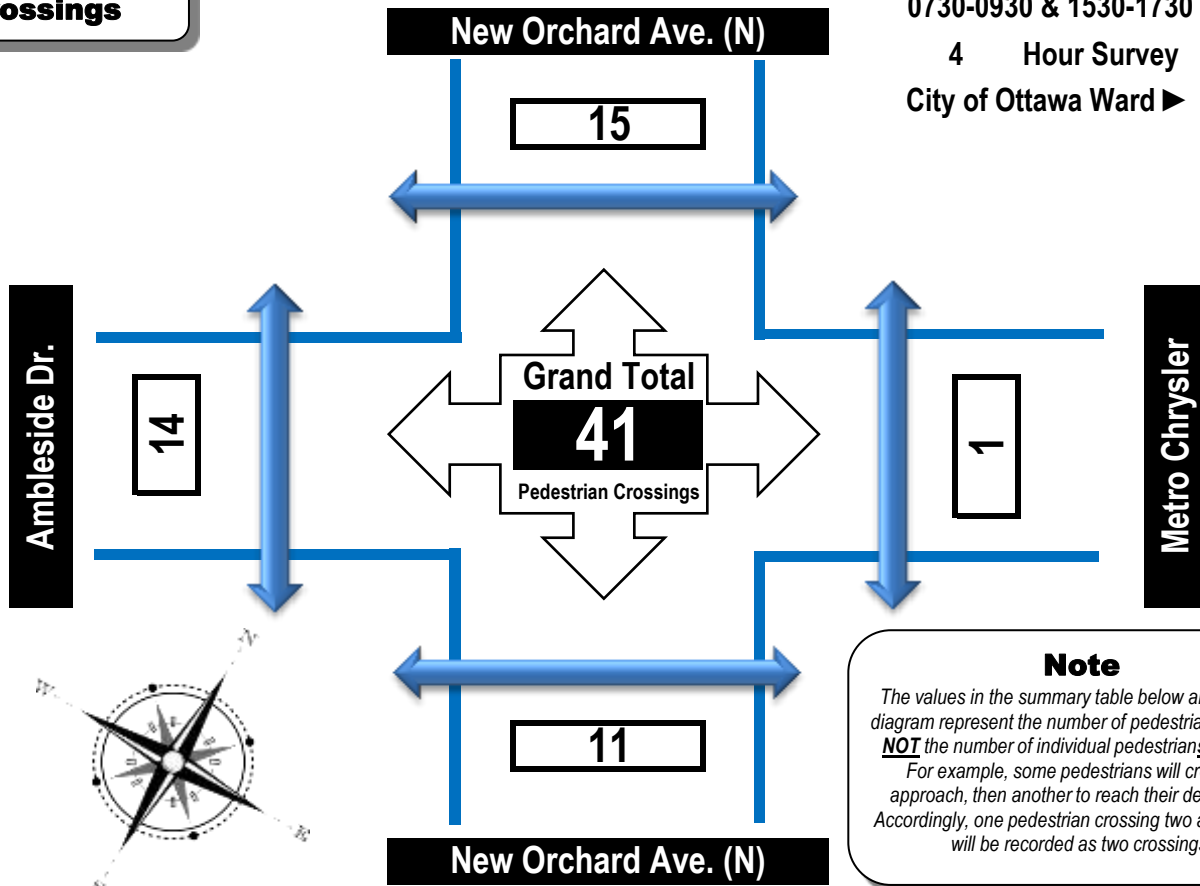 ossings
New Orchard Ave. (N)
0730-0930 & 1530-1730
4 Hour Survey
City of Ottawa Ward ►
15
Ambleside Dr.
14
Grand Total
41
Pedestrian Crossings
1
Metro Chrysler
N
W
E
Note
The values in the summary table below a
diagram represent the number of pedestria
NOT the number of individual pedestrians
For example, some pedestrians will cr
approach, then another to reach their de
Accordingly, one pedestrian crossing two a
will be recorded as two crossings
11
New Orchard Ave. (N)